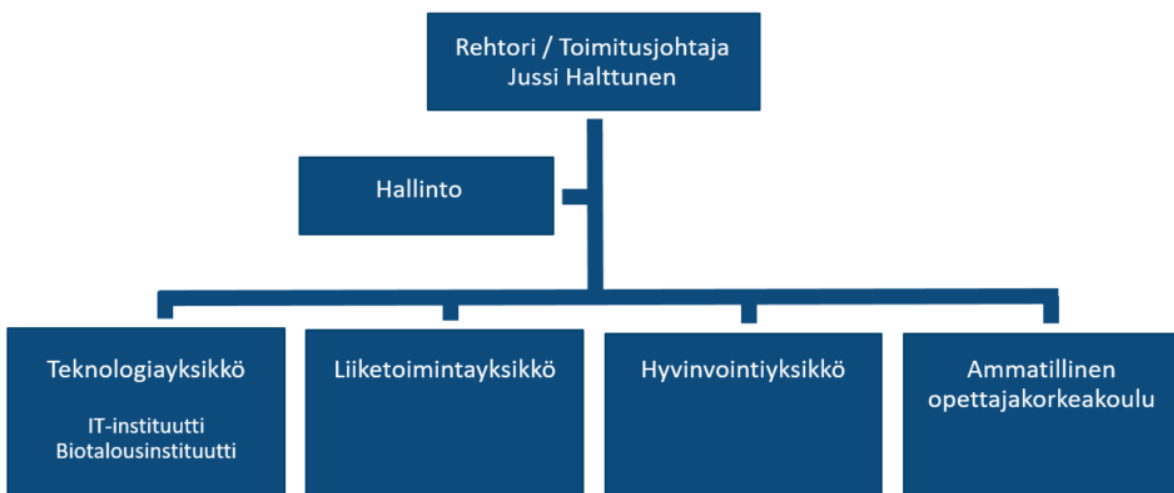 Rehtori / Toimitusjohtaja
Jussi Halttunen
Hallinto
Teknologiayksikkö
IT-instituutti
Biotalousinstituutti
Liiketoimintayksikkö
Hyvinvointiyksikkö
Ammatillinen
opettajakorkeakoulu